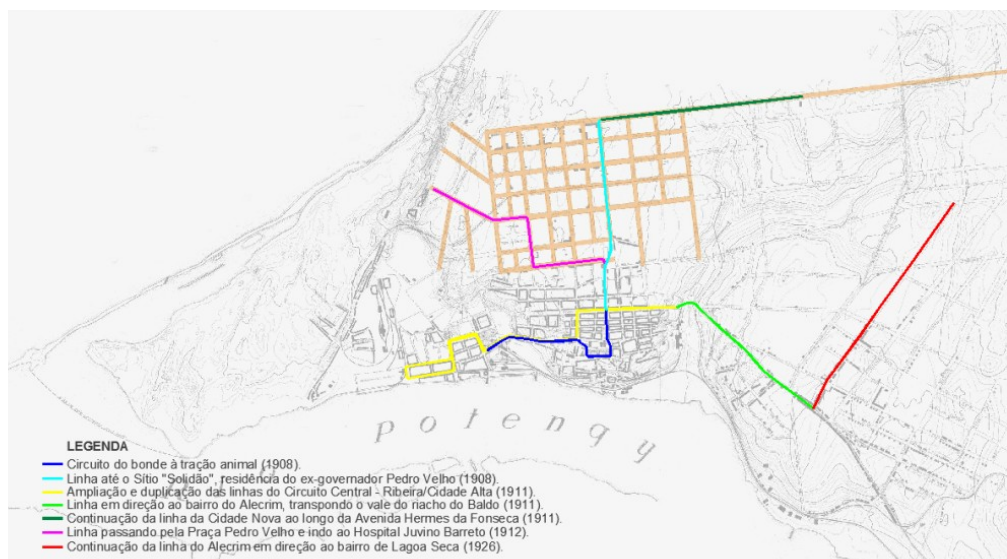 Potengy
LEGENDA
Circuito do bonde à tração animal (1908).
Linha até o Sítio "Solidão", residência do ex-governador Pedro Velho (1908).
Ampliação e duplicação das linhas do Circuito Central - Ribeira/Cidade Alta (1911).
Linha em direção ao bairro do Alecrim, transpondo o vale do riacho do Baldo (1911).
Continuação da linha da Cidade Nova ao longo da Avenida Hermes da Fonseca (1911).
Linha passando pela Praça Pedro Velho e indo ao Hospital Juvino Barreto (1912).
Continuação da linha do Alecrim em direção ao bairro de Lagoa Seca (1926).